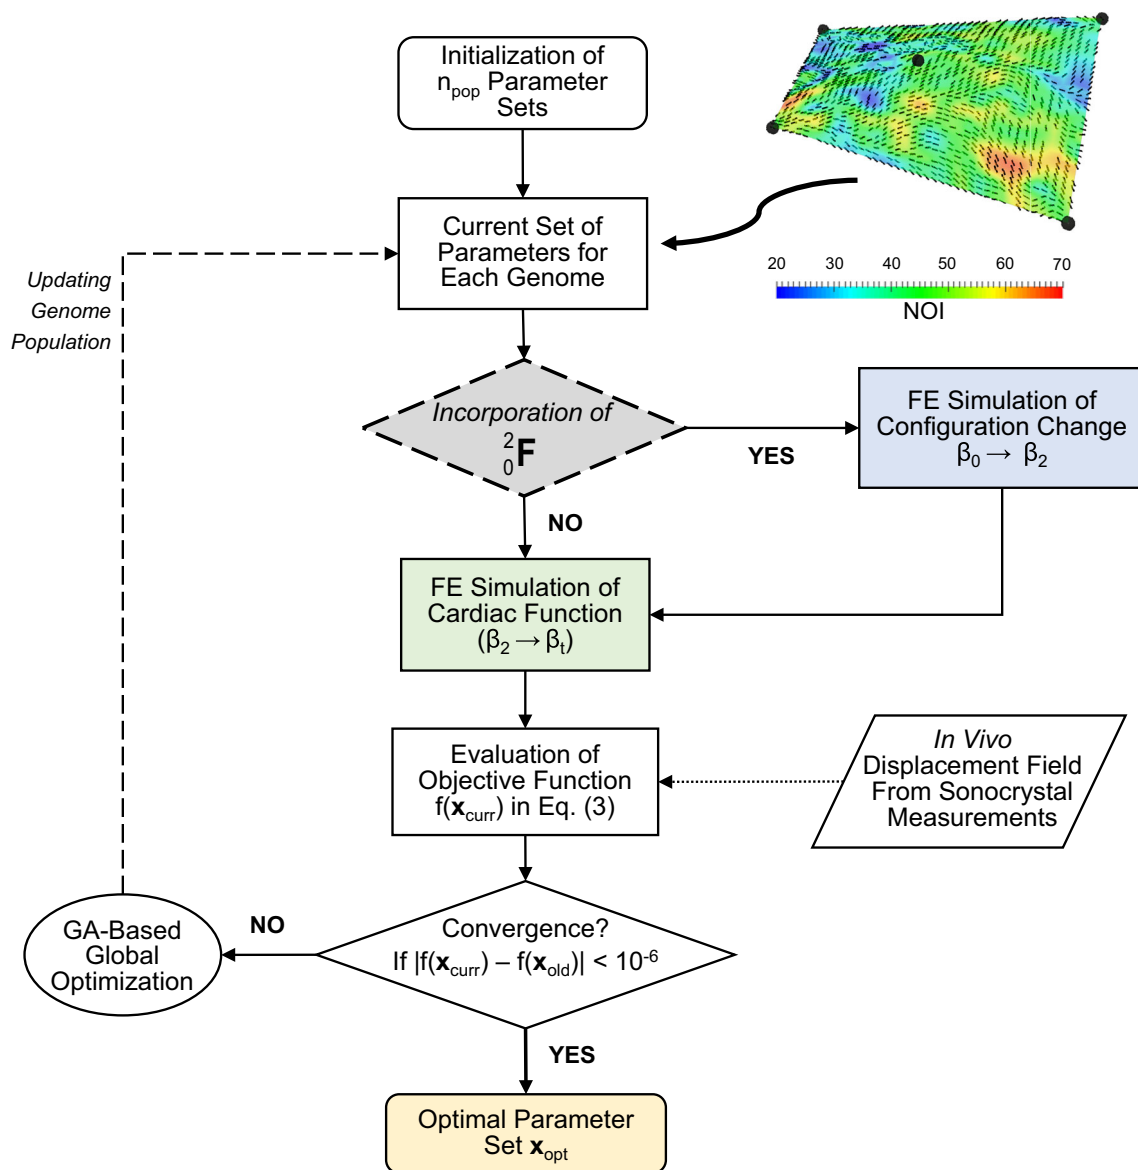 Initialization of
n_pop Parameter
Sets
Current Set of
Parameters for
Each Genome
20 30 40 50 60 70
NOI
Updating
Genome
Population
Incorporation of
²₀F
YES
FE Simulation of
Configuration Change
β₀ → β₂
NO
FE Simulation of
Cardiac Function
(β₂ → βₜ)
Evaluation of
Objective Function
f(x_curr) in Eq. (3)
In Vivo
Displacement Field
From Sonocrystal
Measurements
Convergence?
If |f(x_curr) – f(x_old)| < 10⁻⁶
NO
GA-Based
Global
Optimization
YES
Optimal Parameter
Set x_opt